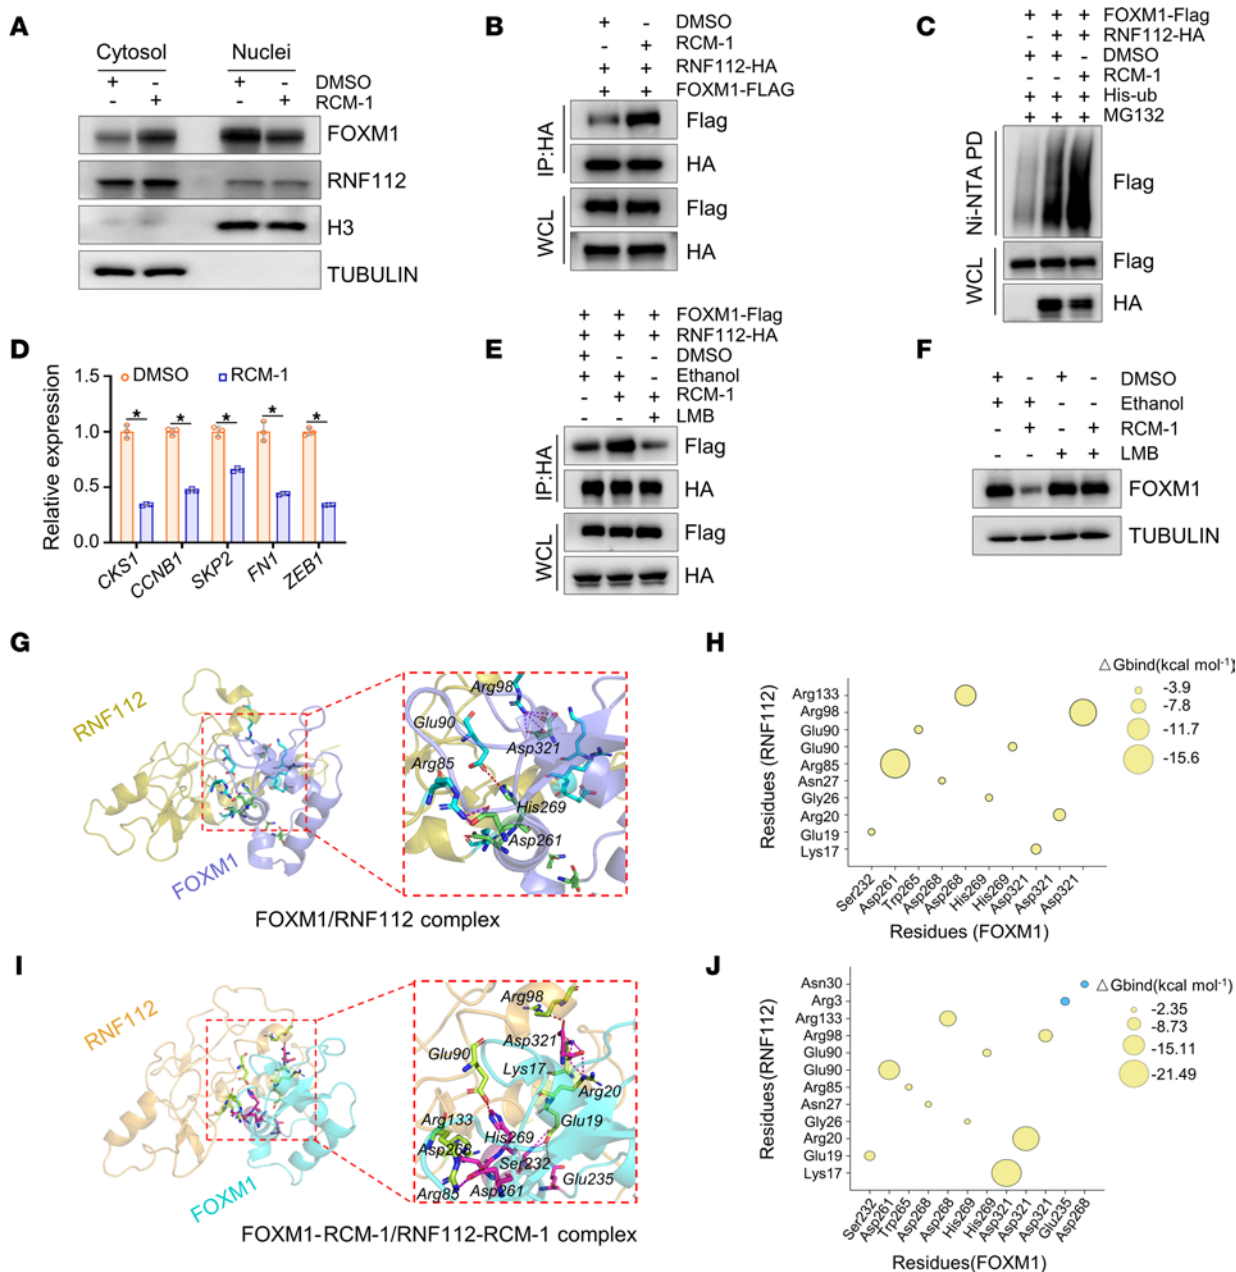 A
Cytosol Nuclei
+ - + - DMSO
- + - + RCM-1
FOXM1
RNF112
H3
TUBULIN
B
+ - DMSO
- + RCM-1
+ + RNF112-HA
+ + FOXM1-FLAG
IP:HA
Flag
HA
WCL
Flag
HA
C
+ + + FOXM1-Flag
- + + RNF112-HA
+ + - DMSO
- - + RCM-1
+ + + His-ub
+ + + MG132
Ni-NTA PD
Flag
WCL
Flag
HA
D
Relative expression
1.5
1.0
0.5
0.0
DMSO RCM-1
* * * * *
CKS1
CCNB1
SKP2
FN1
ZEB1
E
+ + + FOXM1-Flag
+ + + RNF112-HA
+ - - DMSO
+ + - Ethanol
- + + RCM-1
- - + LMB
IP:HA
Flag
HA
WCL
Flag
HA
F
+ - + - DMSO
+ + - - Ethanol
- + - + RCM-1
- - + + LMB
FOXM1
TUBULIN
G
RNF112
FOXM1
Arg98
Glu90
Asp321
Arg85
His269
Asp261
FOXM1/RNF112 complex
H
Residues (RNF112)
Arg133
Arg98
Glu90
Glu90
Arg85
Asn27
Gly26
Arg20
Glu19
Lys17
Ser232
Asp261
Trp265
Asp268
Asp268
His269
His269
Asp321
Asp321
Asp321
Residues (FOXM1)
△Gbind(kcal mol-1)
-3.9
-7.8
-11.7
-15.6
I
RNF112
FOXM1
Arg98
Asp321
Glu90
Lys17
Arg20
Arg133
Glu19
His269
Asp268
Ser232
Glu235
Arg85
Asp261
FOXM1-RCM-1/RNF112-RCM-1 complex
J
Residues(RNF112)
Asn30
Arg3
Arg133
Arg98
Glu90
Glu90
Arg85
Asn27
Gly26
Arg20
Glu19
Lys17
Ser232
Asp261
Trp265
Asp268
Asp268
His269
His269
Asp321
Asp321
Asp321
Glu235
Asp268
Residues(FOXM1)
△Gbind(kcal mol-1)
-2.35
-8.73
-15.11
-21.49